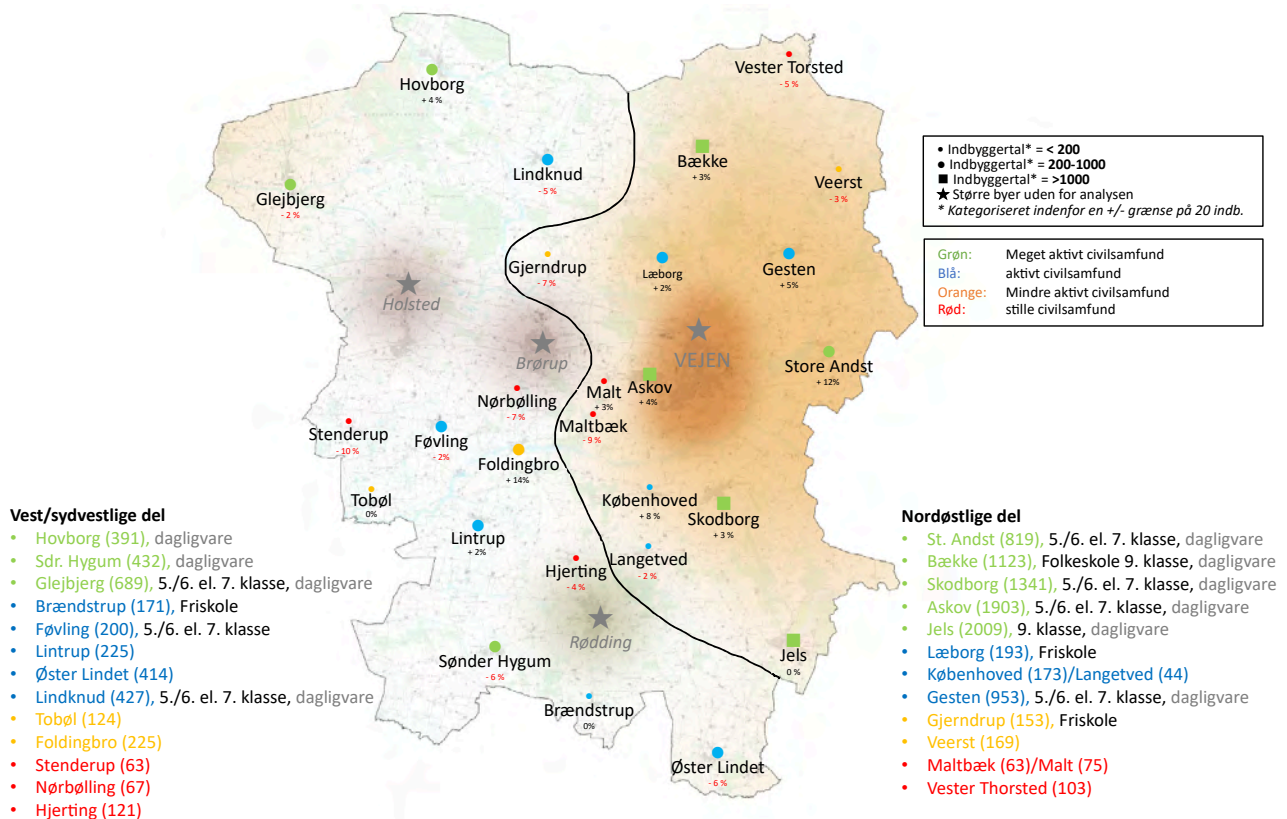 Hovborg
+ 4 %
Vester Torsted
- 5 %
Lindknud
- 5 %
Bække
+3%
Veerst
- 3 %
Glejbjerg
- 2 %
• Indbyggertal* = < 200
● Indbyggertal* = 200-1000
■ Indbyggertal* = >1000
★ Større byer uden for analysen
* Kategoriseret indenfor en +/- grænse på 20 indb.
Grøn: Meget aktivt civilsamfund
Blå: aktivt civilsamfund
Orange: Mindre aktivt civilsamfund
Rød: stille civilsamfund
Gjerndrup
- 7 %
Læborg
+ 2%
Gesten
+5%
Holsted
Brørup
VEJEN
Store Andst
+12%
Nørbølling
- 7 %
Malt
+ 3%
Askov
+ 4%
Maltbæk
- 9 %
Stenderup
- 10 %
Føvling
- 2%
Foldingbro
+ 14%
Tobøl
0%
Københoved
+ 8 %
Skodborg
+ 3 %
Lintrup
+ 2%
Hjerting
- 4 %
Langetved
- 2 %
Rødding
Sønder Hygum
- 6 %
Jels
0 %
Brændstrup
0%
Øster Lindet
- 6 %
Vest/sydvestlige del
• Hovborg (391), dagligvare
• Sdr. Hygum (432), dagligvare
• Glejbjerg (689), 5./6. el. 7. klasse, dagligvare
• Brændstrup (171), Friskole
• Føvling (200), 5./6. el. 7. klasse
• Lintrup (225)
• Øster Lindet (414)
• Lindknud (427), 5./6. el. 7. klasse, dagligvare
• Tobøl (124)
• Foldingbro (225)
• Stenderup (63)
• Nørbølling (67)
• Hjerting (121)
Nordøstlige del
• St. Andst (819), 5./6. el. 7. klasse, dagligvare
• Bække (1123), Folkeskole 9. klasse, dagligvare
• Skodborg (1341), 5./6. el. 7. klasse, dagligvare
• Askov (1903), 5./6. el. 7. klasse, dagligvare
• Jels (2009), 9. klasse, dagligvare
• Læborg (193), Friskole
• Københoved (173)/Langetved (44)
• Gesten (953), 5./6. el. 7. klasse, dagligvare
• Gjerndrup (153), Friskole
• Veerst (169)
• Maltbæk (63)/Malt (75)
• Vester Thorsted (103)